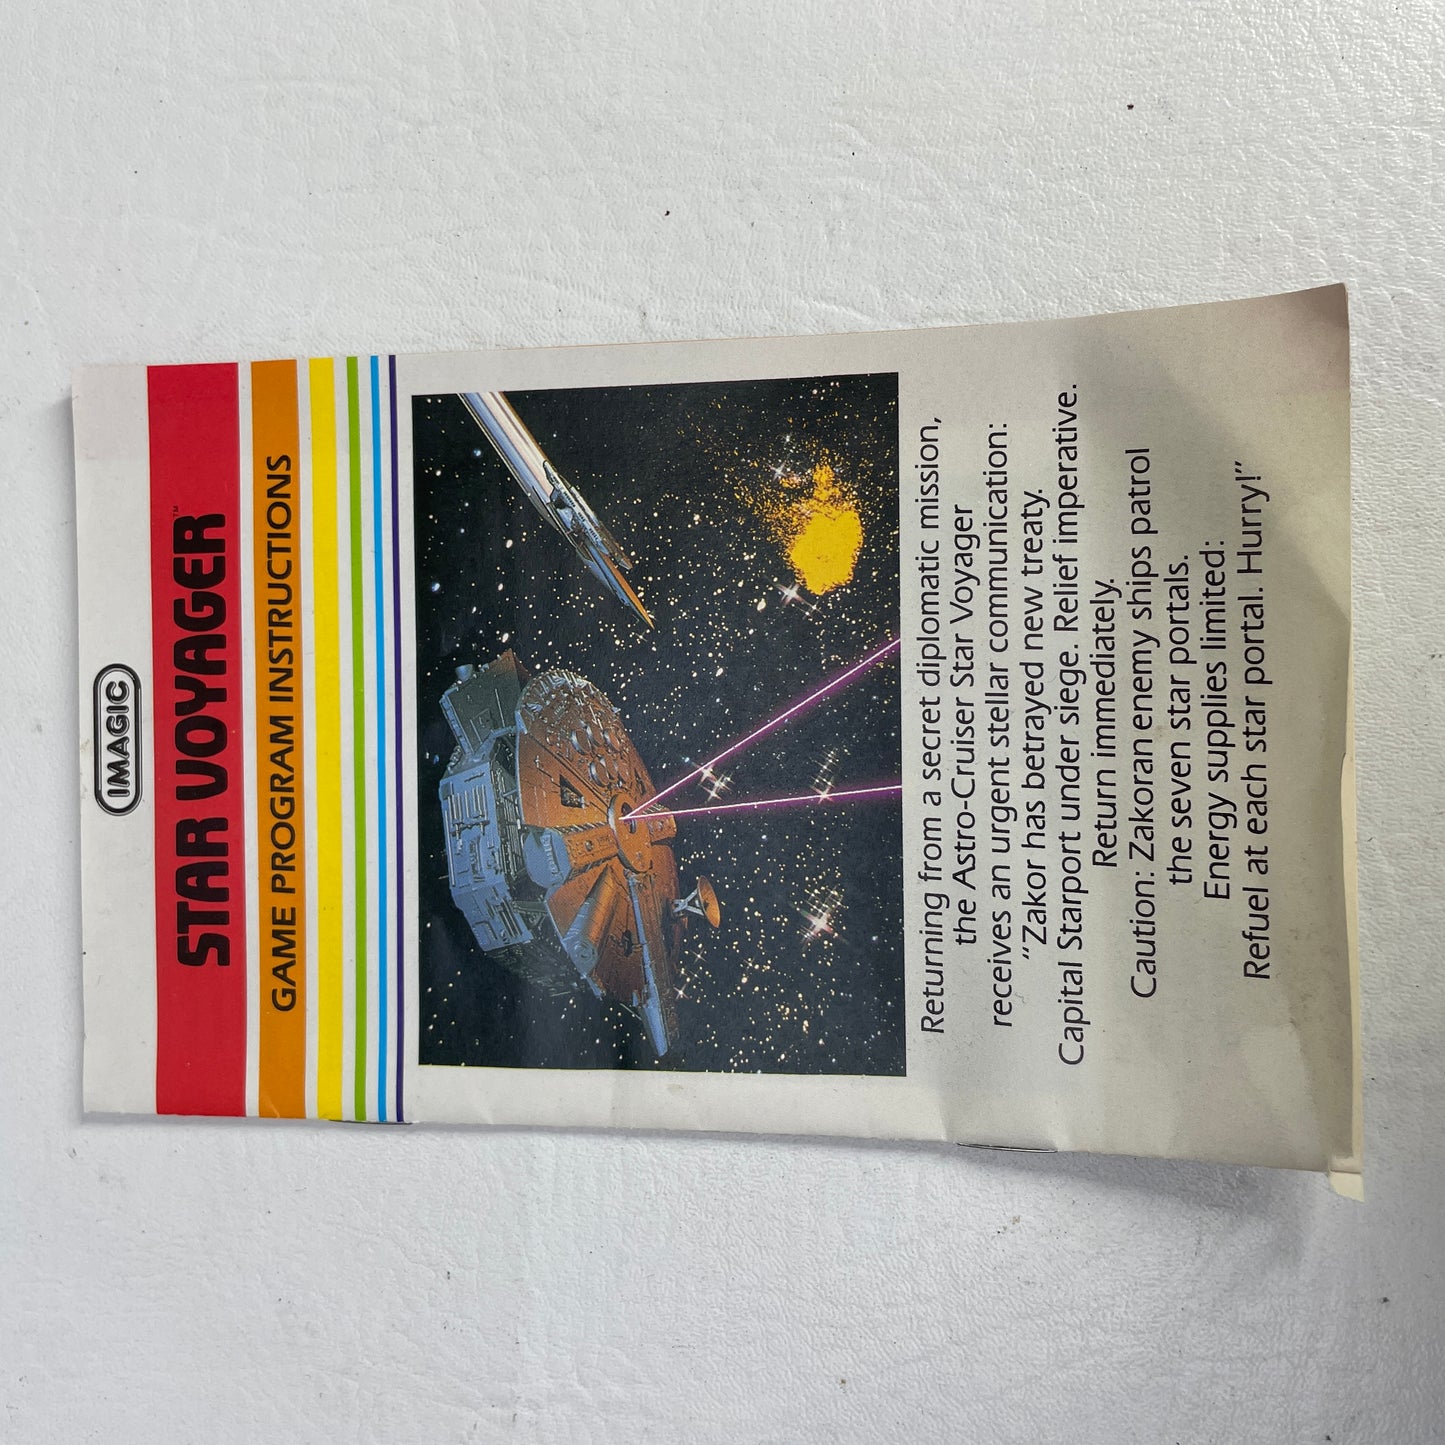 IMAGIC
STAR VOYAGER™
GAME PROGRAM INSTRUCTIONS
Returning from a secret diplomatic mission,
the Astro-Cruiser Star Voyager
receives an urgent stellar communication:
“Zakor has betrayed new treaty.
Capital Starport under siege. Relief imperative.
Return immediately.
Caution: Zakoran enemy ships patrol
the seven star portals.
Energy supplies limited:
Refuel at each star portal. Hurry!”